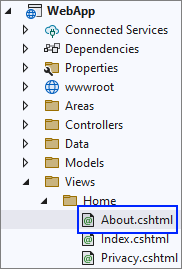 WebApp
Connected Services
Dependencies
Properties
wwwroot
Areas
Controllers
Data
Models
Views
Home
About.cshtml
Index.cshtml
Privacy.cshtml